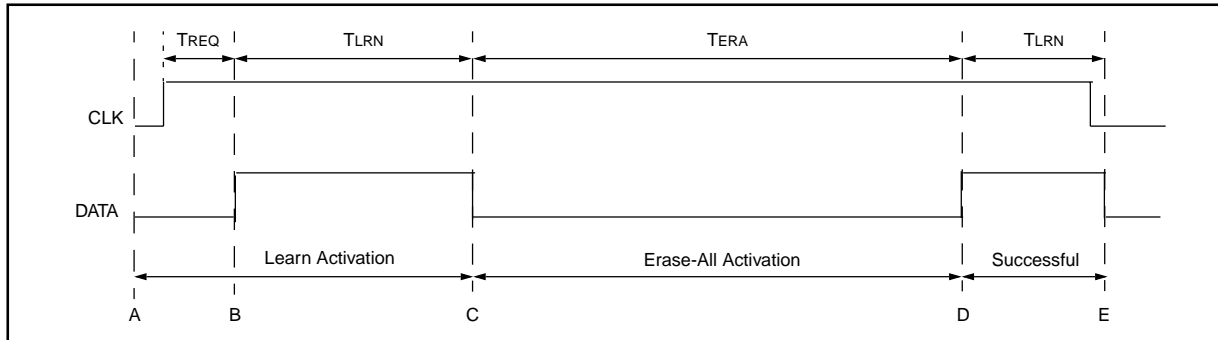 TREQ TLRN TERA TLRN
CLK
DATA
Learn Activation Erase-All Activation Successful
A B C D E